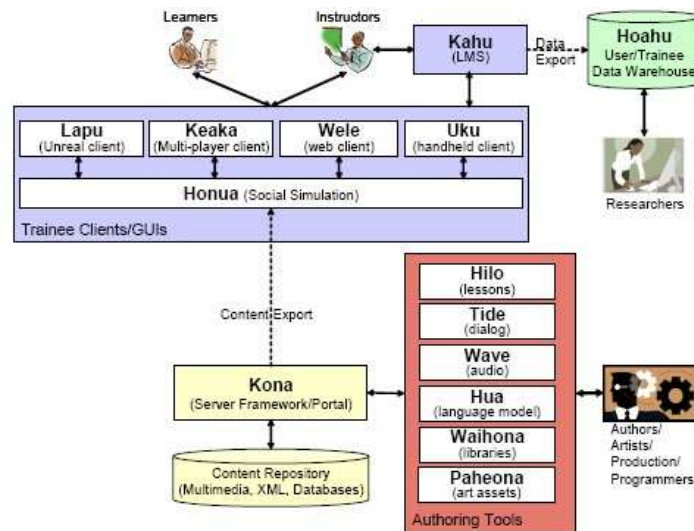 Learners
Instructors
Kahu
(LMS)
Data
Export
Hoahu
User/Trainee
Data Warehouse
Lapu
(Unreal client)
Keaka
(Multi-player client)
Wele
(web client)
Uku
(handheld client)
Honua (Social Simulation)
Trainee Clients/GUIs
Researchers
Content Export
Hilo
(lessons)
Tide
(dialog)
Wave
(audio)
Hua
(language model)
Waihona
(libraries)
Paheona
(art assets)
Authoring Tools
Kona
(Server Framework/Portal)
Content Repository
(Multimedia, XML, Databases)
Authors/
Artists/
Production/
Programmers